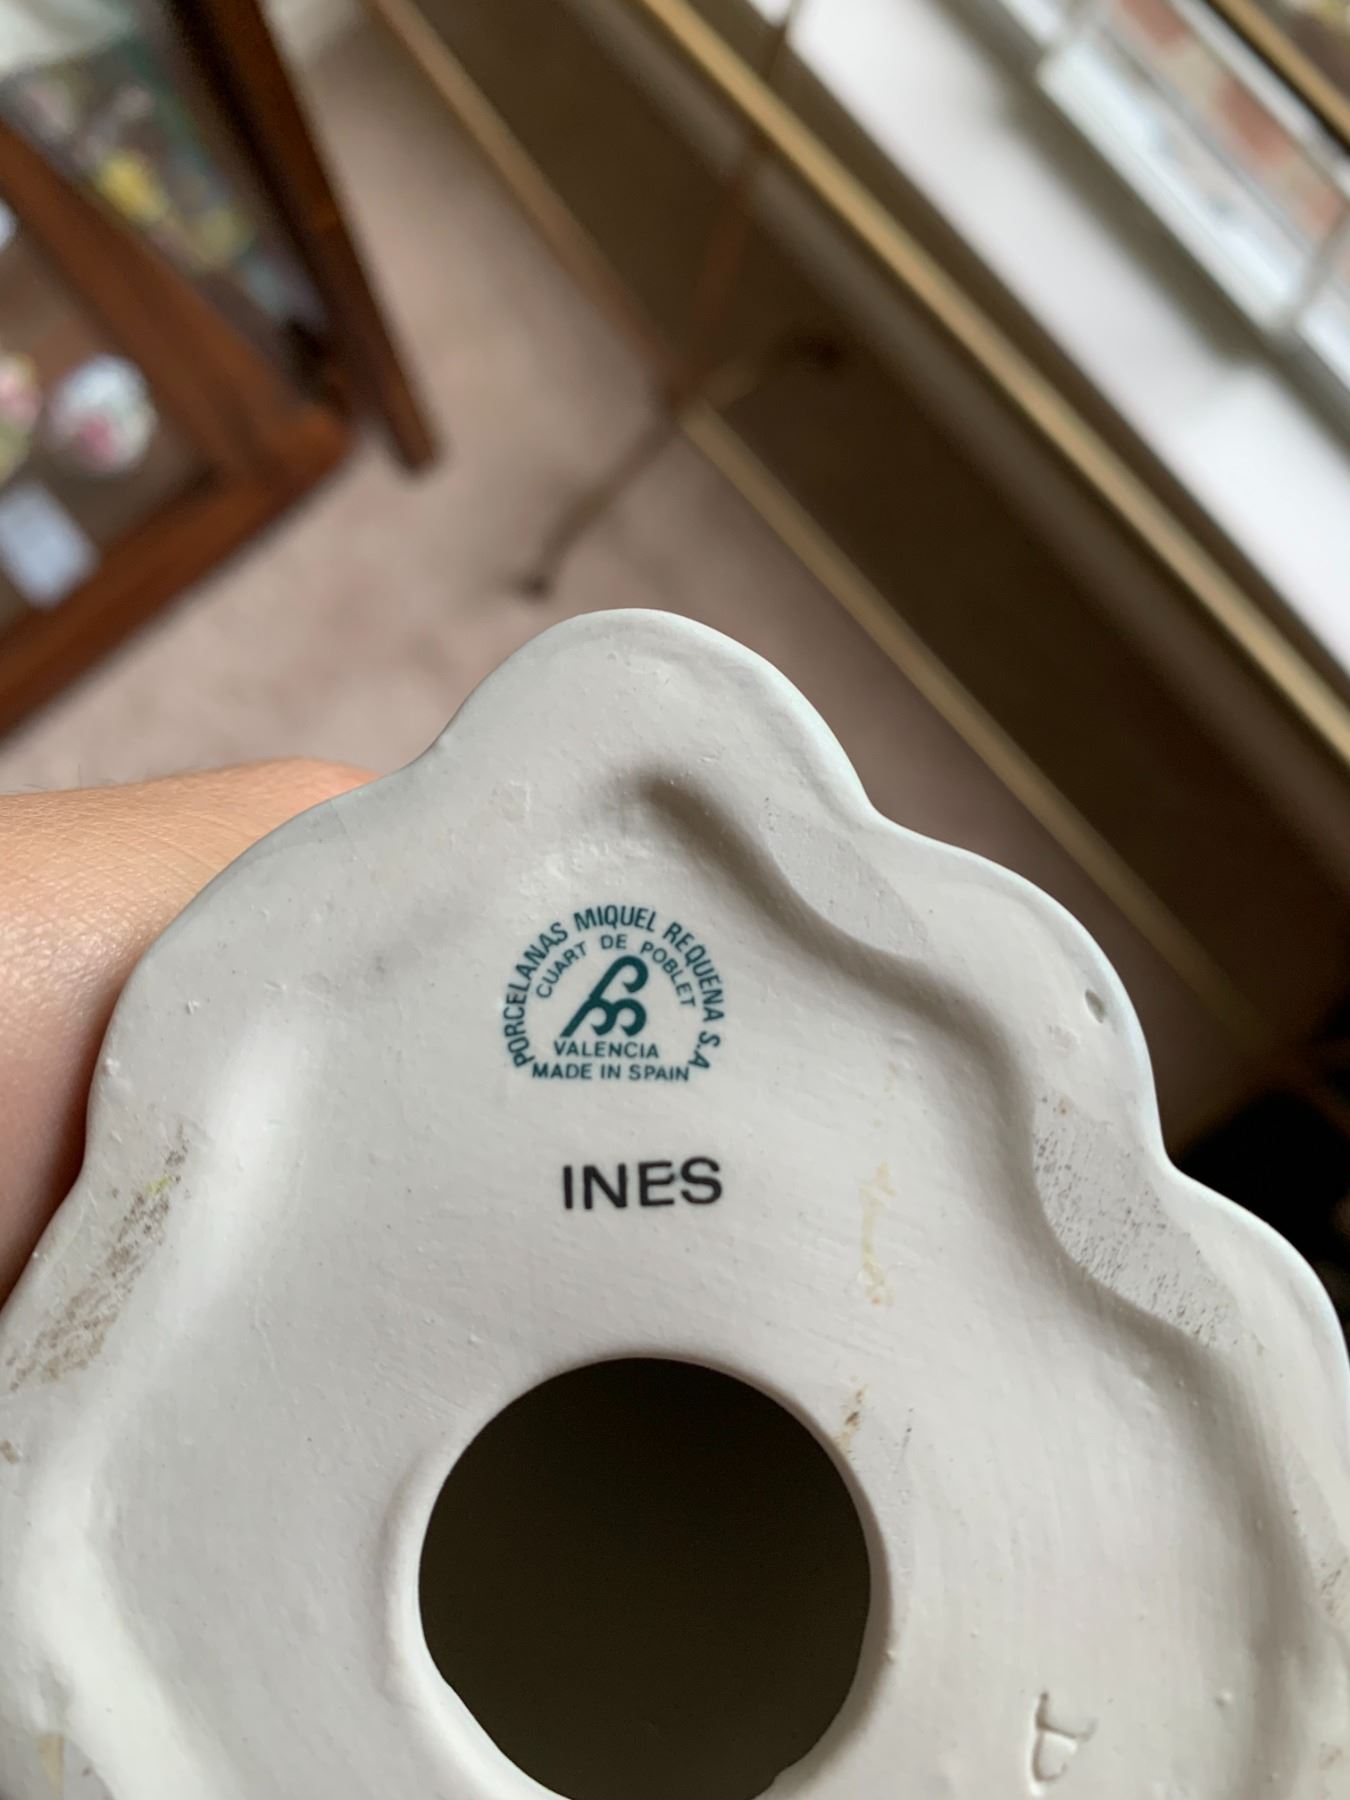 PORCELANAS MIQUEL REQUENA S.A
CUART DE POBLET
VALENCIA
MADE IN SPAIN
INES